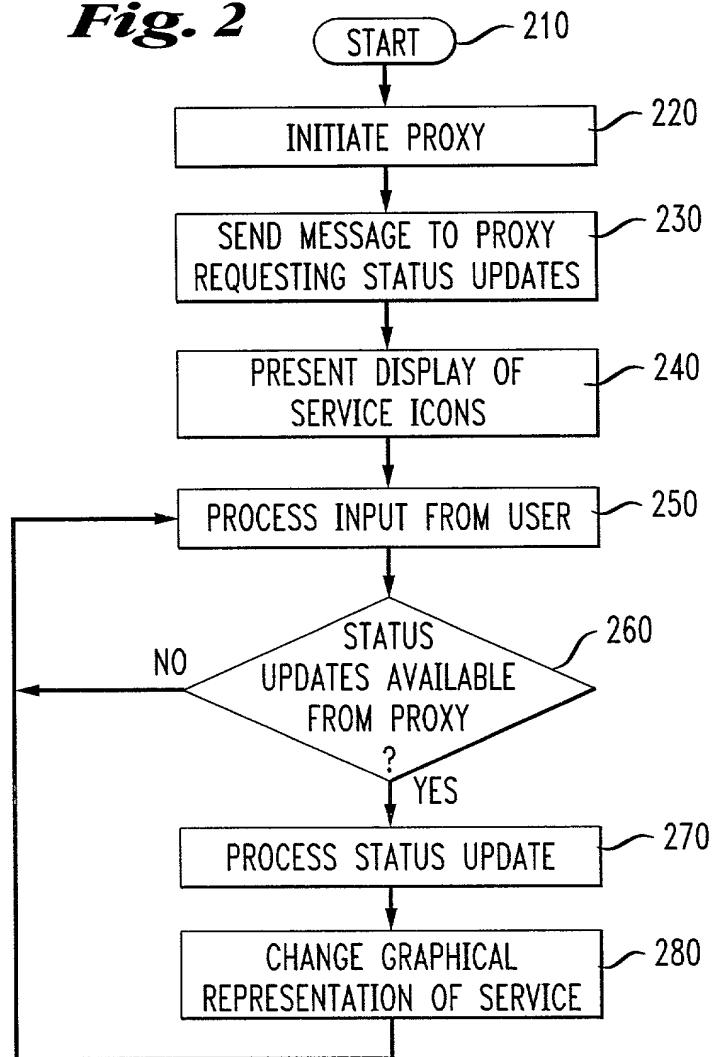 Fig. 2
START
210
INITIATE PROXY
220
SEND MESSAGE TO PROXY
REQUESTING STATUS UPDATES
230
PRESENT DISPLAY OF
SERVICE ICONS
240
PROCESS INPUT FROM USER
250
STATUS
UPDATES AVAILABLE
FROM PROXY
?
260
NO
YES
PROCESS STATUS UPDATE
270
CHANGE GRAPHICAL
REPRESENTATION OF SERVICE
280